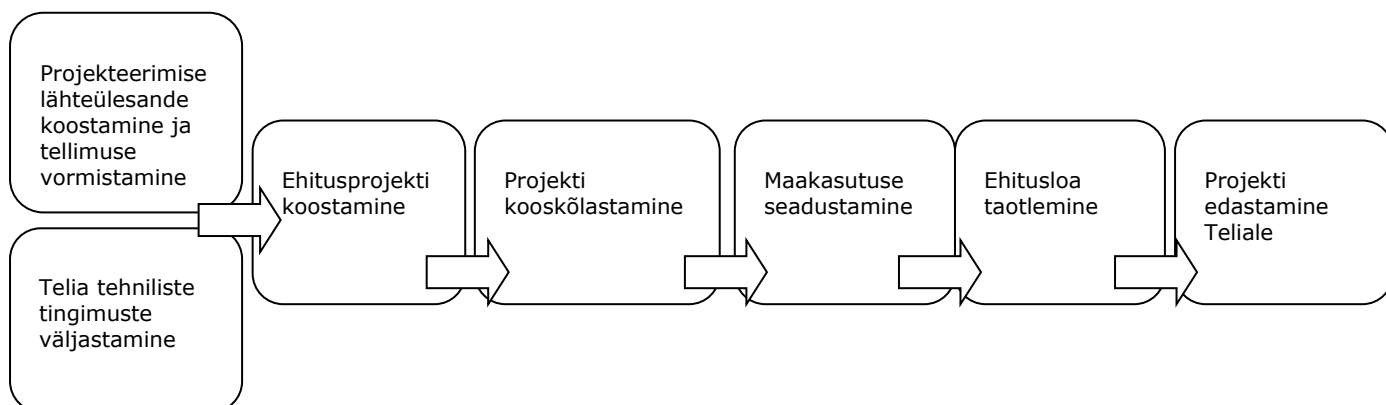 Projekteerimise
lähteülesande
koostamine ja
tellimuse
vormistamine
Telia tehniliste
tingimuste
väljastamine
Ehitusprojekti
koostamine
Projekti
kooskõlastamine
Maakasutuse
seadustamine
Ehitusloa
taotlemine
Projekti
edastamine
Teliale